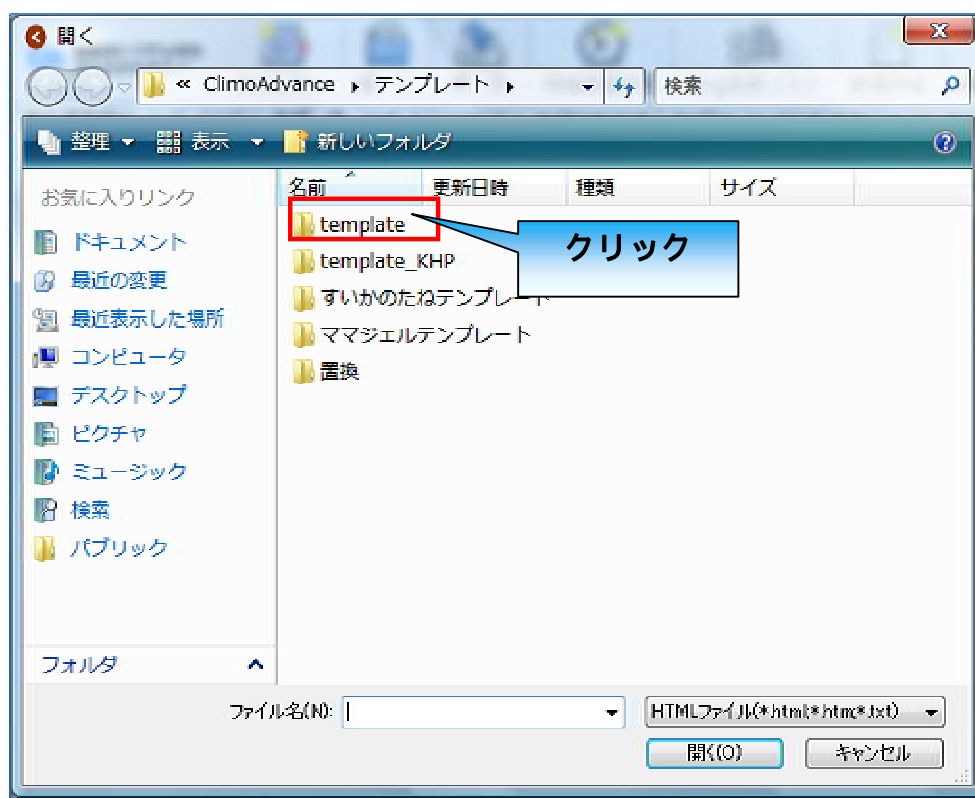 開く
« ClimoAdvance ▸ テンプレート ▸
検索
整理 表示 新しいフォルダ
お気に入りリンク
ドキュメント
最近の変更
最近表示した場所
コンピュータ
デスクトップ
ピクチャ
ミュージック
検索
パブリック
フォルダ
名前 更新日時 種類 サイズ
template
クリック
template_KHP
すいかのたねテンプレート
ママジェルテンプレート
置換
ファイル名(N):
HTMLファイル(*.html;*.htm;*.txt)
開く(O) キャンセル